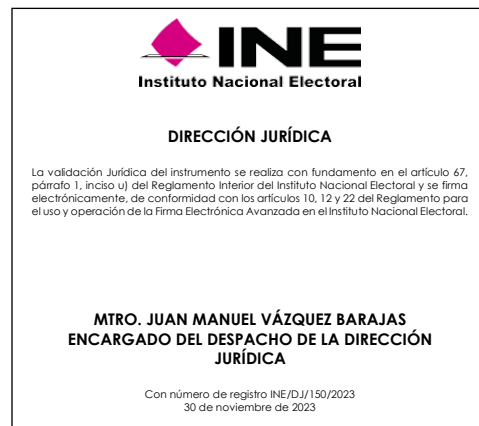 INE
Instituto Nacional Electoral
DIRECCIÓN JURÍDICA
La validación Jurídica del instrumento se realiza con fundamento en el artículo 67,
párrafo 1, inciso u) del Reglamento Interior del Instituto Nacional Electoral y se firma
electrónicamente, de conformidad con los artículos 10, 12 y 22 del Reglamento para
el uso y operación de la Firma Electrónica Avanzada en el Instituto Nacional Electoral.
MTRO. JUAN MANUEL VÁZQUEZ BARAJAS
ENCARGADO DEL DESPACHO DE LA DIRECCIÓN
JURÍDICA
Con número de registro INE/DJ/150/2023
30 de noviembre de 2023